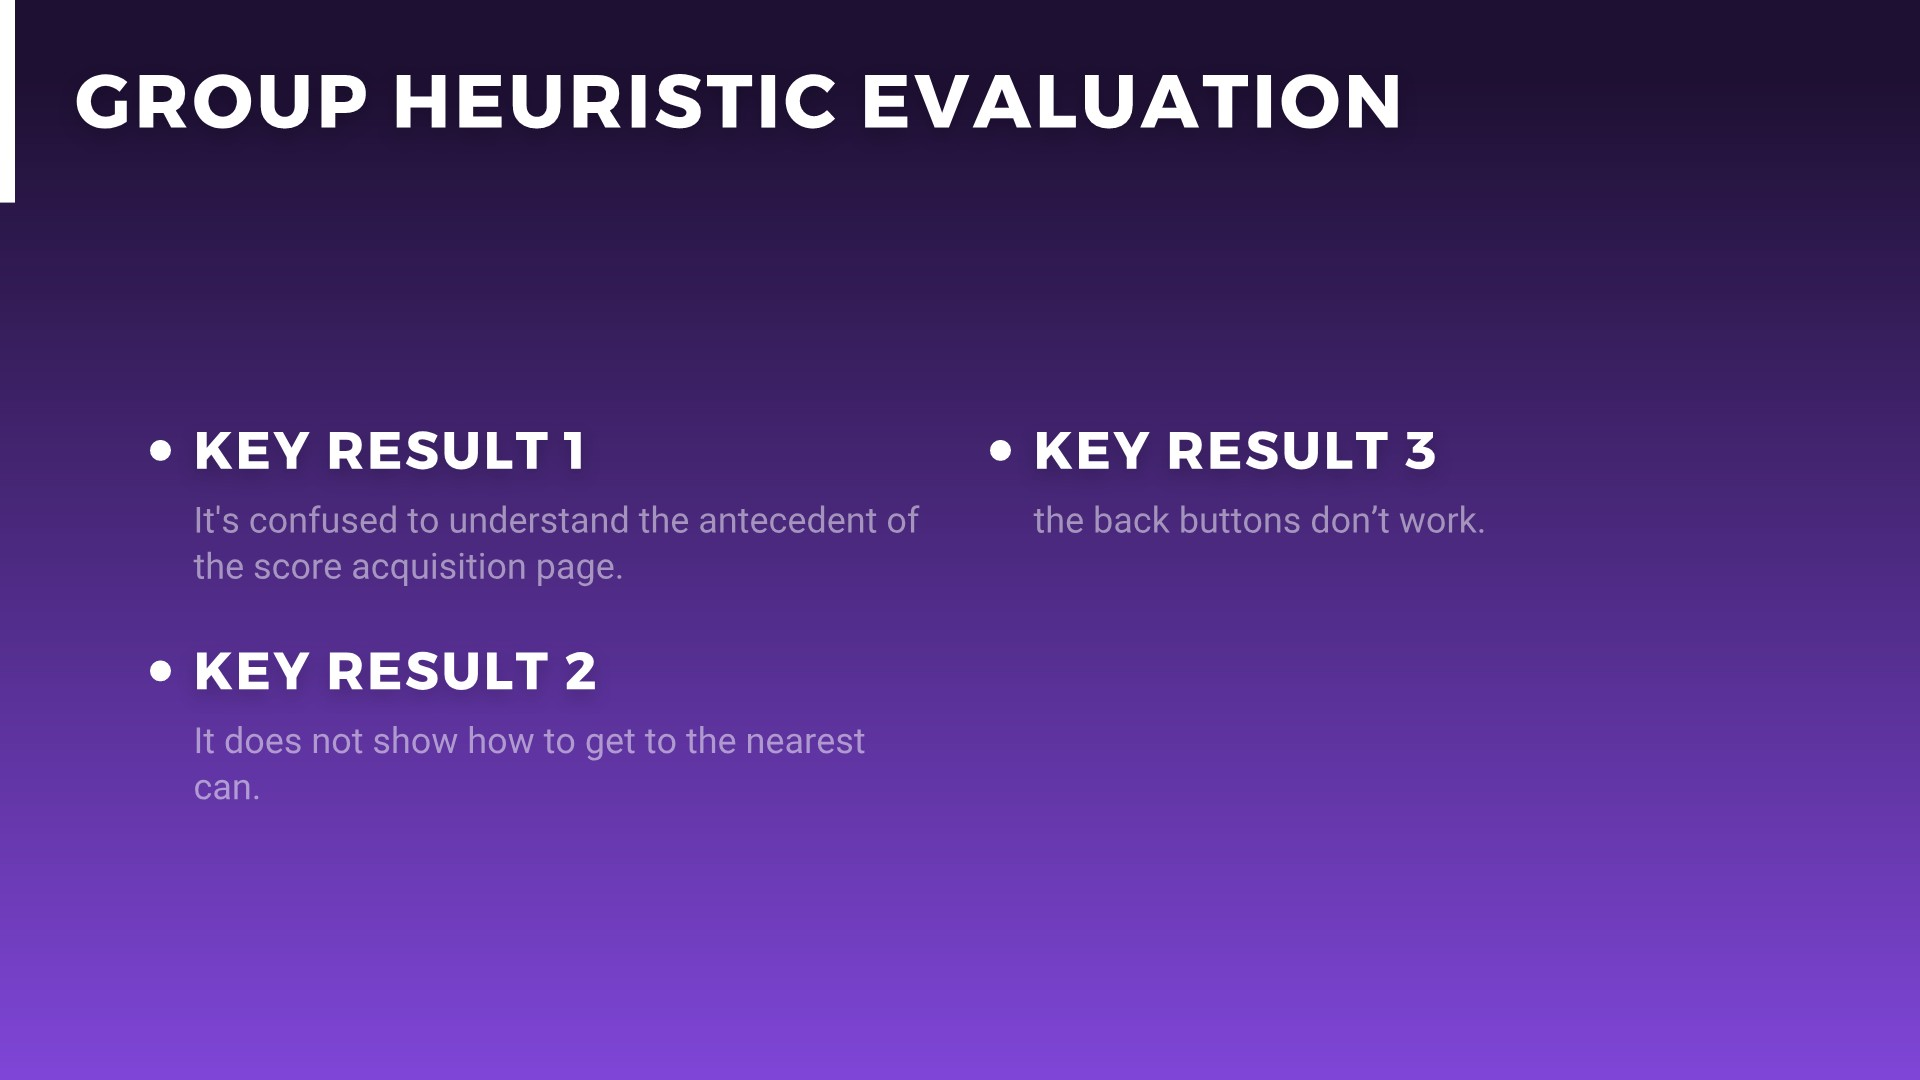 GROUP HEURISTIC EVALUATION
KEY RESULT 1
It's confused to understand the antecedent of
the score acquisition page.
KEY RESULT 2
It does not show how to get to the nearest
can.
KEY RESULT 3
the back buttons don’t work.